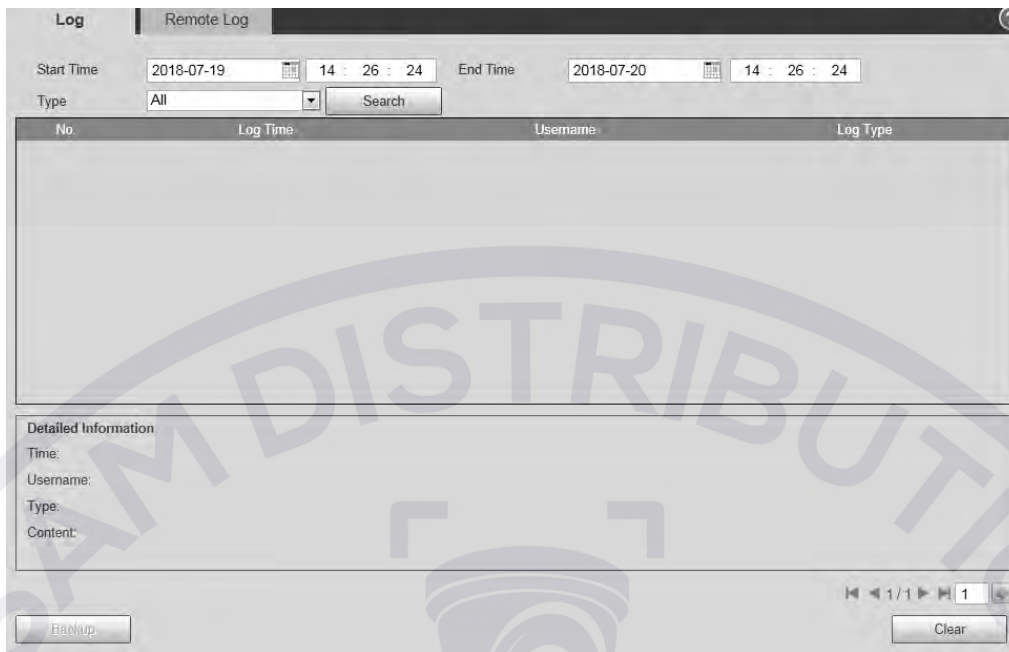 Log Remote Log ?
Start Time 2018-07-19 14 : 26 : 24 End Time 2018-07-20 14 : 26 : 24
Type All Search
No. Log Time Username Log Type
Detailed Information
Time:
Username:
Type:
Content:
1/1 1
Backup Clear
SAM DISTRIBUTIO